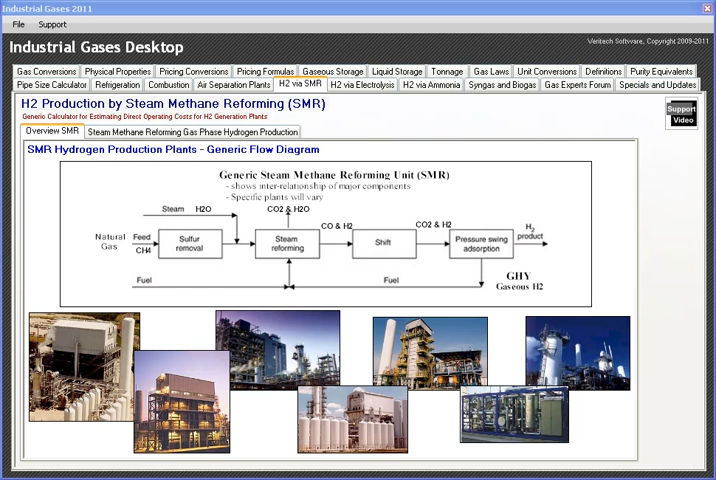 Industrial Gases 2011
File Support
Industrial Gases Desktop
Veritech Software, Copyright 2009-2011
Gas Conversions Physical Properties Pricing Conversions Pricing Formulas Gaseous Storage Liquid Storage Tonnage Gas Laws Unit Conversions Definitions Purity Equivalents
Pipe Size Calculator Refrigeration Combustion Air Separation Plants H2 via SMR H2 via Electrolysis H2 via Ammonia Syngas and Biogas Gas Experts Forum Specials and Updates
H2 Production by Steam Methane Reforming (SMR)
Generic Calculator for Estimating Direct Operating Costs for H2 Generation Plants
Support
Video
Overview SMR Steam Methane Reforming Gas Phase Hydrogen Production
SMR Hydrogen Production Plants - Generic Flow Diagram
Generic Steam Methane Reforming Unit (SMR)
- shows inter-relationship of major components
- Specific plants will vary
Steam H2O CO2 & H2O
CO & H2 CO2 & H2 H2 product
Natural Gas Feed CH4 Sulfur removal Steam reforming Shift Pressure swing adsorption
Fuel Fuel GHY
Gaseous H2